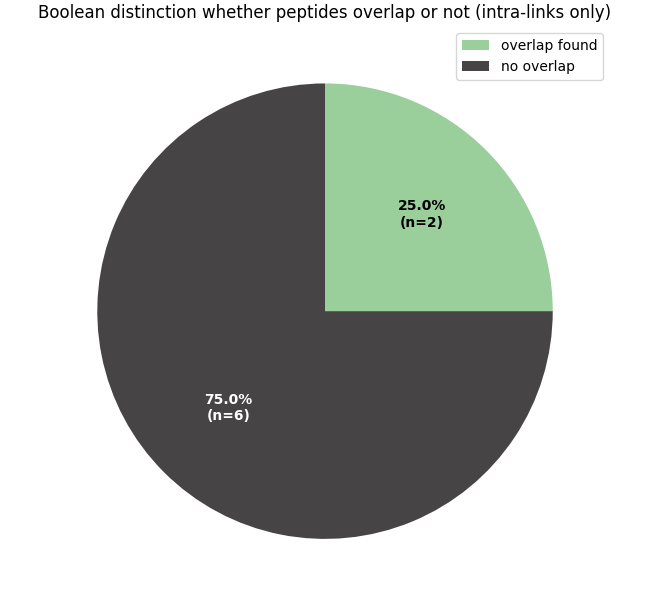 Boolean distinction whether peptides overlap or not (intra-links only)
overlap found
no overlap
25.0%
(n=2)
75.0%
(n=6)